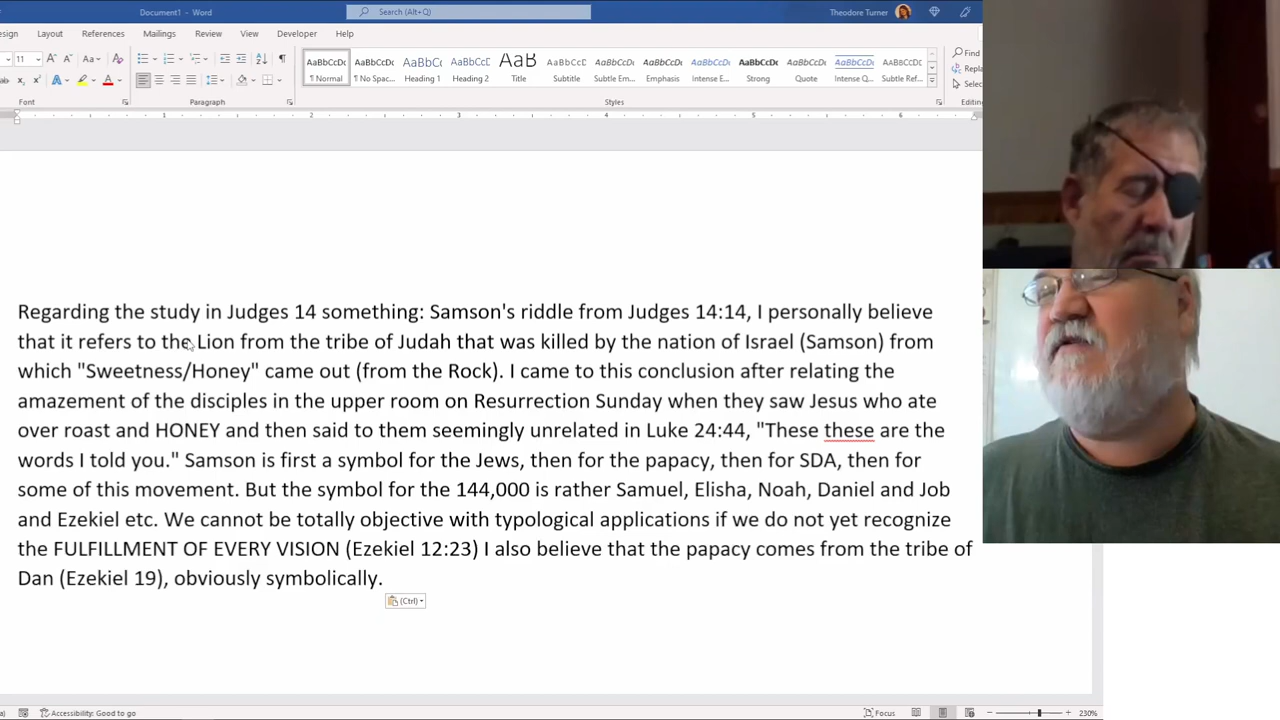 Document1 - Word
Search (Alt+Q)
Theodore Turner
Layout References Mailings Review View Developer Help
11
Aa
AaBbCcDc AaBbCcDc AaBbCc AaBbCcD AaB AaBbCcD AaBbCcDc AaBbCcDc AaBbCcDc AaBbCcDc AaBbCcDc AaBbCcDc AaBbCcDc
Find
¶ Normal ¶ No Spac... Heading 1 Heading 2 Title Subtitle Subtle Em... Emphasis Intense E... Strong Quote Intense Q... Subtle Ref...
Font Paragraph Styles
1 2 3 4 5 6
Regarding the study in Judges 14 something: Samson's riddle from Judges 14:14, I personally believe
that it refers to the Lion from the tribe of Judah that was killed by the nation of Israel (Samson) from
which "Sweetness/Honey" came out (from the Rock). I came to this conclusion after relating the
amazement of the disciples in the upper room on Resurrection Sunday when they saw Jesus who ate
over roast and HONEY and then said to them seemingly unrelated in Luke 24:44, "These these are the
words I told you." Samson is first a symbol for the Jews, then for the papacy, then for SDA, then for
some of this movement. But the symbol for the 144,000 is rather Samuel, Elisha, Noah, Daniel and Job
and Ezekiel etc. We cannot be totally objective with typological applications if we do not yet recognize
the FULFILLMENT OF EVERY VISION (Ezekiel 12:23) I also believe that the papacy comes from the tribe of
Dan (Ezekiel 19), obviously symbolically.
(Ctrl)
Accessibility: Good to go
Focus
230%